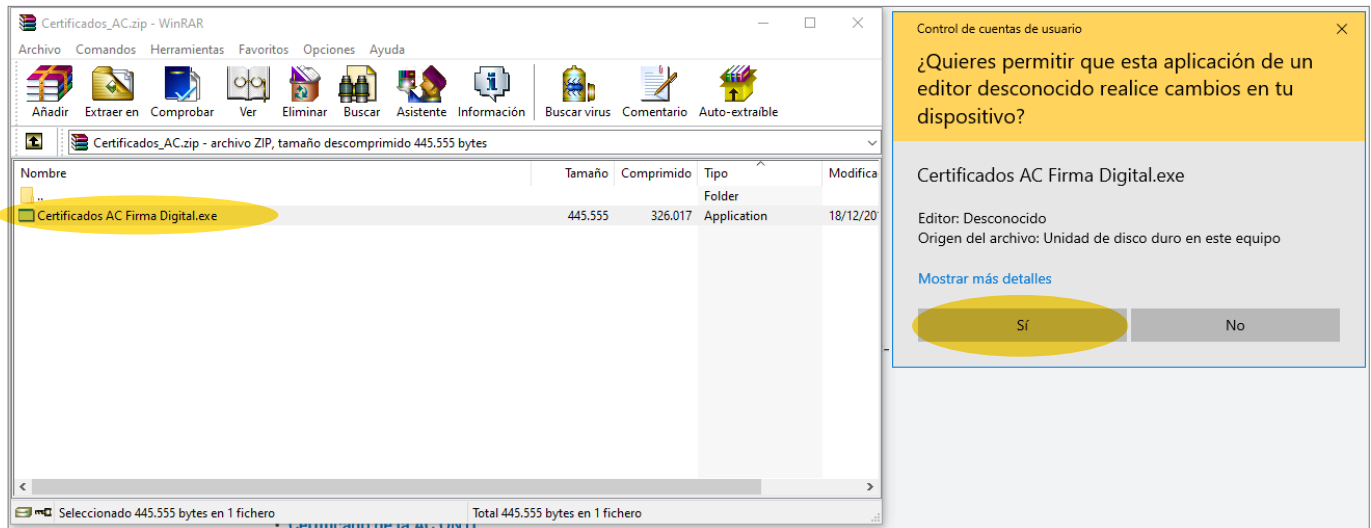 Certificados_AC.zip - WinRAR
Archivo Comandos Herramientas Favoritos Opciones Ayuda
Añadir Extraer en Comprobar Ver Eliminar Buscar Asistente Información Buscar virus Comentario Auto-extraíble
Certificados_AC.zip - archivo ZIP, tamaño descomprimido 445.555 bytes
Nombre Tamaño Comprimido Tipo Modifica
.. Folder
Certificados AC Firma Digital.exe 445.555 326.017 Application 18/12/20
Seleccionado 445.555 bytes en 1 fichero Total 445.555 bytes en 1 fichero
Control de cuentas de usuario
¿Quieres permitir que esta aplicación de un
editor desconocido realice cambios en tu
dispositivo?
Certificados AC Firma Digital.exe
Editor: Desconocido
Origen del archivo: Unidad de disco duro en este equipo
Mostrar más detalles
Sí No